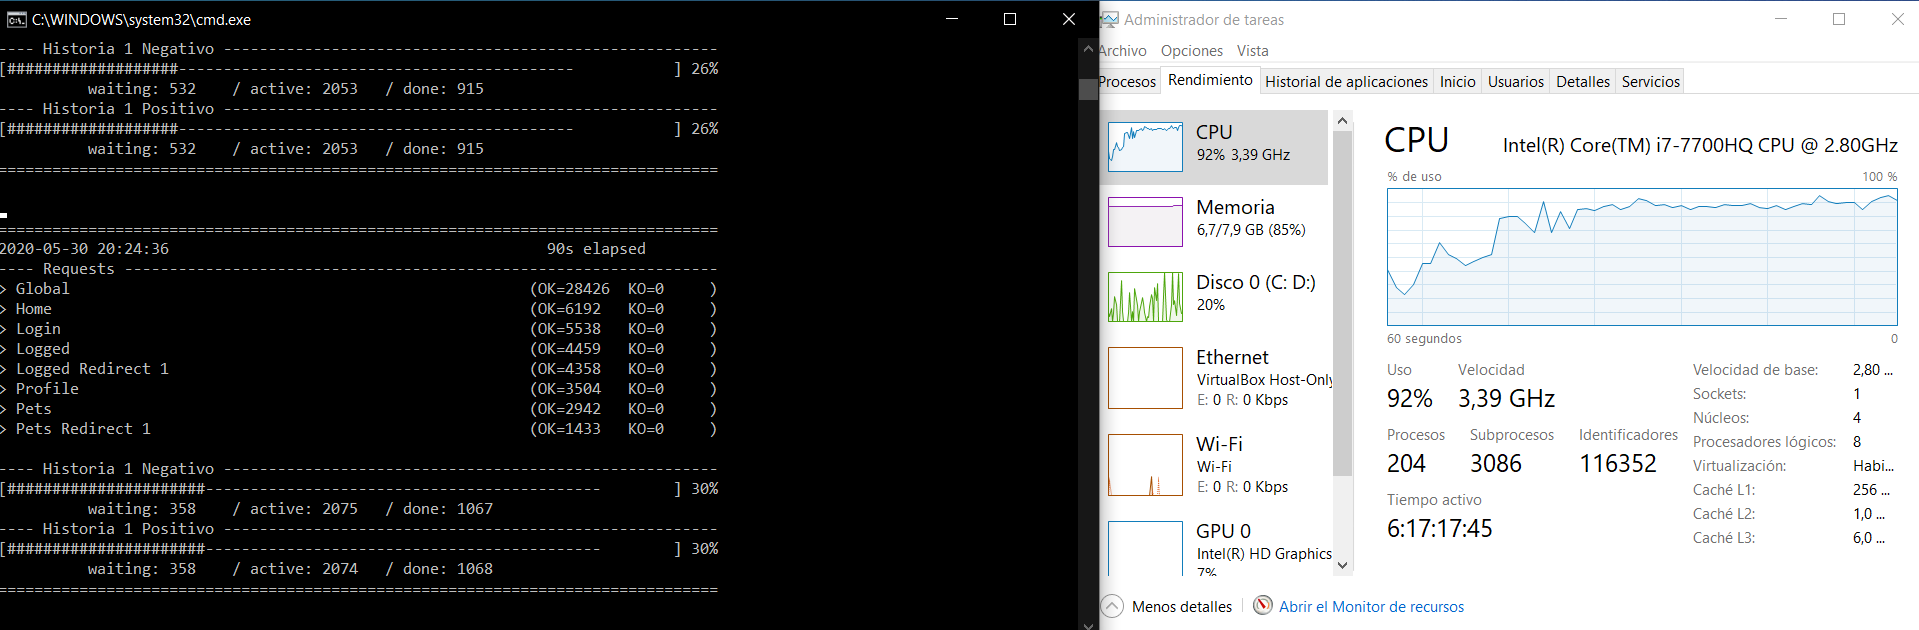 C:\WINDOWS\system32\cmd.exe
---- Historia 1 Negativo -------------------------------------------------------
[###################--------------------------------------------           ] 26%
waiting: 532    / active: 2053   / done: 915
---- Historia 1 Positivo -------------------------------------------------------
[###################--------------------------------------------           ] 26%
waiting: 532    / active: 2053   / done: 915
================================================================================
================================================================================
2020-05-30 20:24:36                                          90s elapsed
---- Requests ------------------------------------------------------------------
> Global                                                   (OK=28426  KO=0     )
> Home                                                     (OK=6192   KO=0     )
> Login                                                    (OK=5538   KO=0     )
> Logged                                                   (OK=4459   KO=0     )
> Logged Redirect 1                                        (OK=4358   KO=0     )
> Profile                                                  (OK=3504   KO=0     )
> Pets                                                     (OK=2942   KO=0     )
> Pets Redirect 1                                          (OK=1433   KO=0     )
---- Historia 1 Negativo -------------------------------------------------------
[######################--------------------------------------------        ] 30%
waiting: 358    / active: 2075   / done: 1067
---- Historia 1 Positivo -------------------------------------------------------
[######################--------------------------------------------        ] 30%
waiting: 358    / active: 2074   / done: 1068
================================================================================
Administrador de tareas
Archivo Opciones Vista
Procesos Rendimiento Historial de aplicaciones Inicio Usuarios Detalles Servicios
CPU
92% 3,39 GHz
Memoria
6,7/7,9 GB (85%)
Disco 0 (C: D:)
20%
Ethernet
VirtualBox Host-Only
E: 0 R: 0 Kbps
Wi-Fi
Wi-Fi
E: 0 R: 0 Kbps
GPU 0
Intel(R) HD Graphics
7%
CPU Intel(R) Core(TM) i7-7700HQ CPU @ 2.80GHz
% de uso 100 %
60 segundos 0
Uso Velocidad
92% 3,39 GHz
Procesos Subprocesos Identificadores
204 3086 116352
Tiempo activo
6:17:17:45
Velocidad de base: 2,80 ...
Sockets: 1
Núcleos: 4
Procesadores lógicos: 8
Virtualización: Habi...
Caché L1: 256 ...
Caché L2: 1,0 ...
Caché L3: 6,0 ...
Menos detalles Abrir el Monitor de recursos